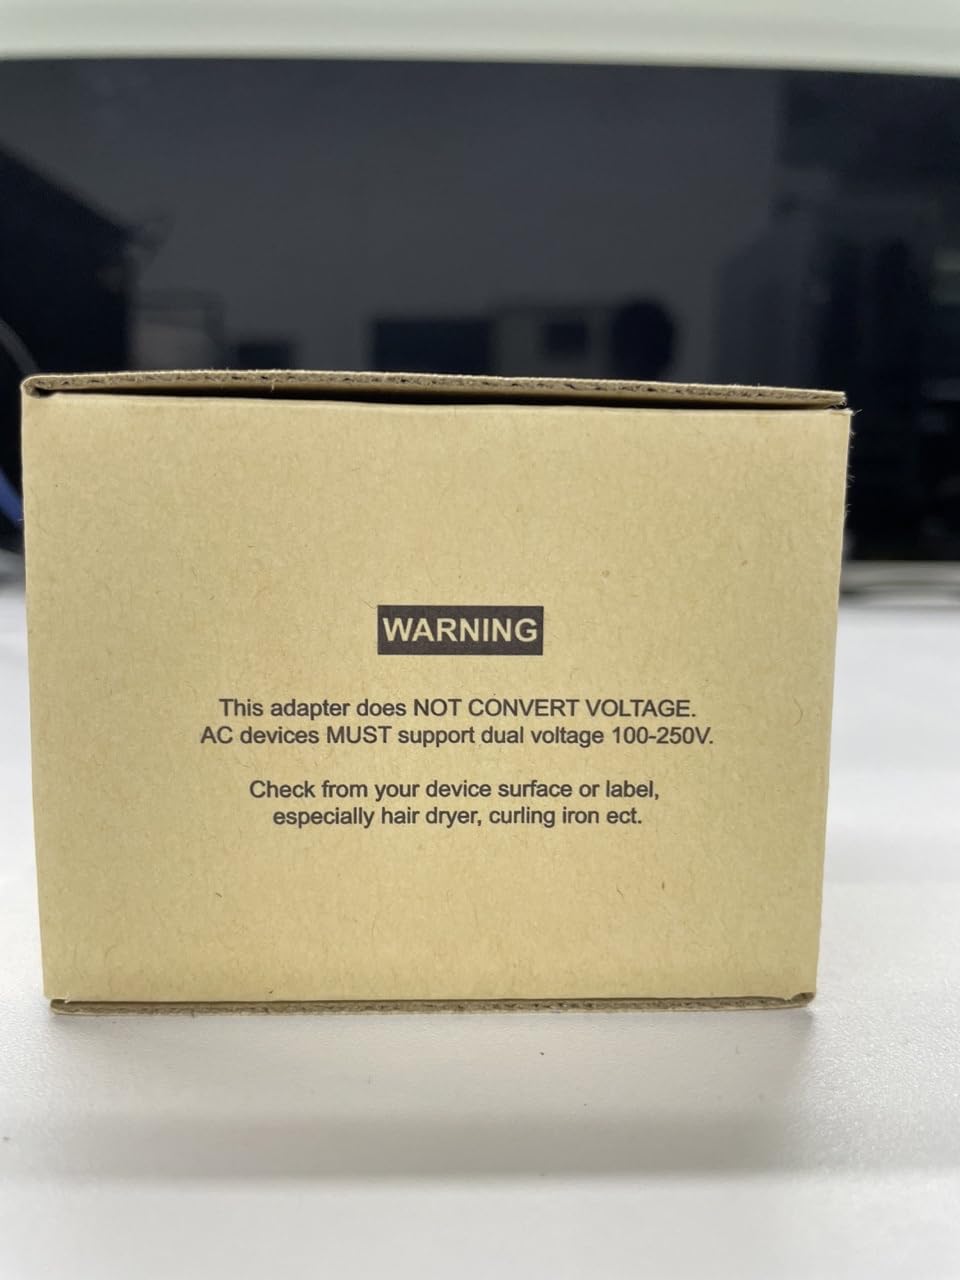 WARNING
This adapter does NOT CONVERT VOLTAGE.
AC devices MUST support dual voltage 100-250V.
Check from your device surface or label,
especially hair dryer, curling iron ect.